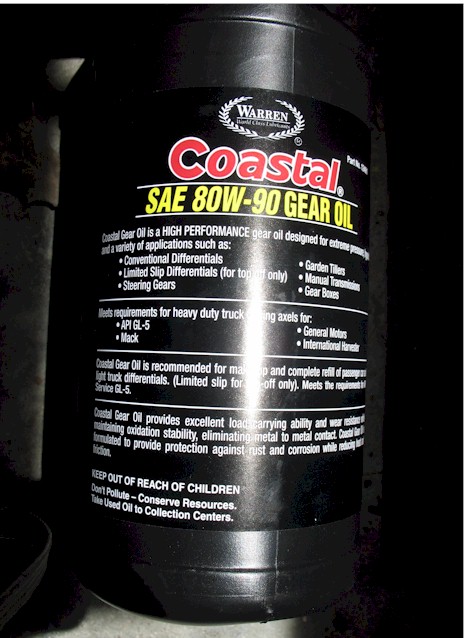 WARREN
World Class Lubricants
Part No.
Coastal®
SAE 80W-90 GEAR OIL
Coastal Gear Oil is a HIGH PERFORMANCE gear oil designed for extreme
and a variety of applications such as:
• Conventional Differentials
• Limited Slip Differentials (for top off only)
• Steering Gears
• Garden Tillers
• Manual Transmissions
• Gear Boxes
Meets requirements for heavy duty truck axels for:
• API GL-5
• Mack
• General Motors
• International Harvester
Coastal Gear Oil is recommended for up and complete refill of passenger
light truck differentials. (Limited slip for -off only). Meets the requirements
Service GL-5.
Coastal Gear Oil provides excellent load carrying ability and wear resistance
maintaining oxidation stability, eliminating metal to metal contact. Coastal Gear
formulated to provide protection against rust and corrosion while reducing
friction.
KEEP OUT OF REACH OF CHILDREN
Don't Pollute – Conserve Resources.
Take Used Oil to Collection Centers.